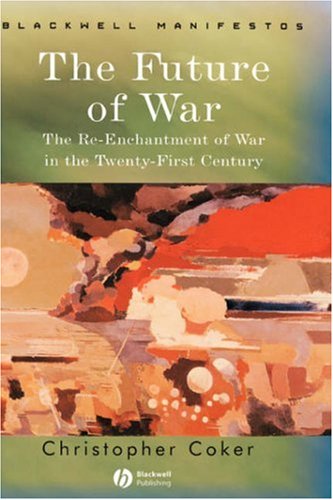 BLACKWELL MANIFESTOS
The Future
of War
The Re-Enchantment of War
in the Twenty-First Century
Christopher Coker
Blackwell
Publishing